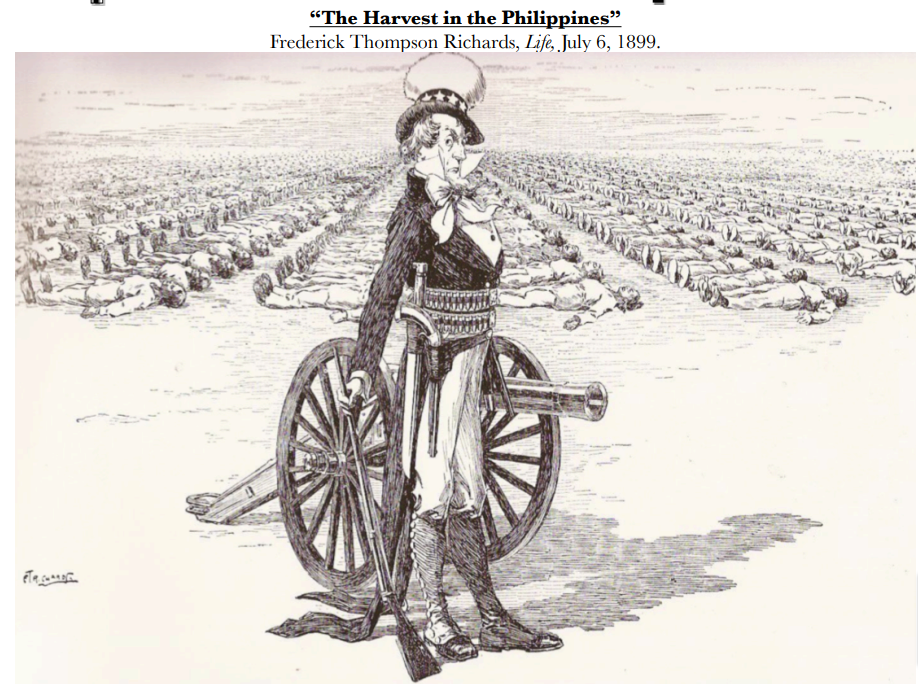 “The Harvest in the Philippines”
Frederick Thompson Richards, Life, July 6, 1899.